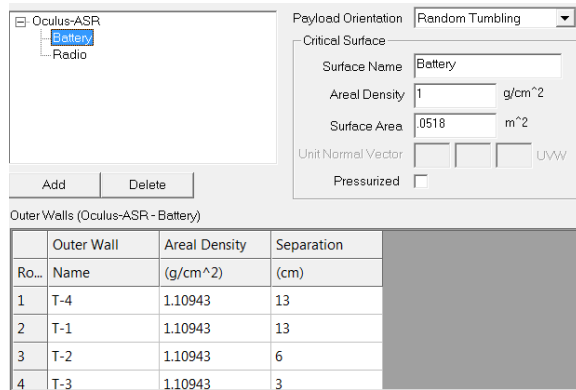 Oculus-ASR
Battery
Radio
Add Delete
Payload Orientation Random Tumbling
Critical Surface
Surface Name Battery
Areal Density 1 g/cm^2
Surface Area .0518 m^2
Unit Normal Vector UVW
Pressurized
Outer Walls (Oculus-ASR - Battery)
Outer Wall Areal Density Separation
Ro... Name (g/cm^2) (cm)
1 T-4 1.10943 13
2 T-1 1.10943 13
3 T-2 1.10943 6
4 T-3 1.10943 3